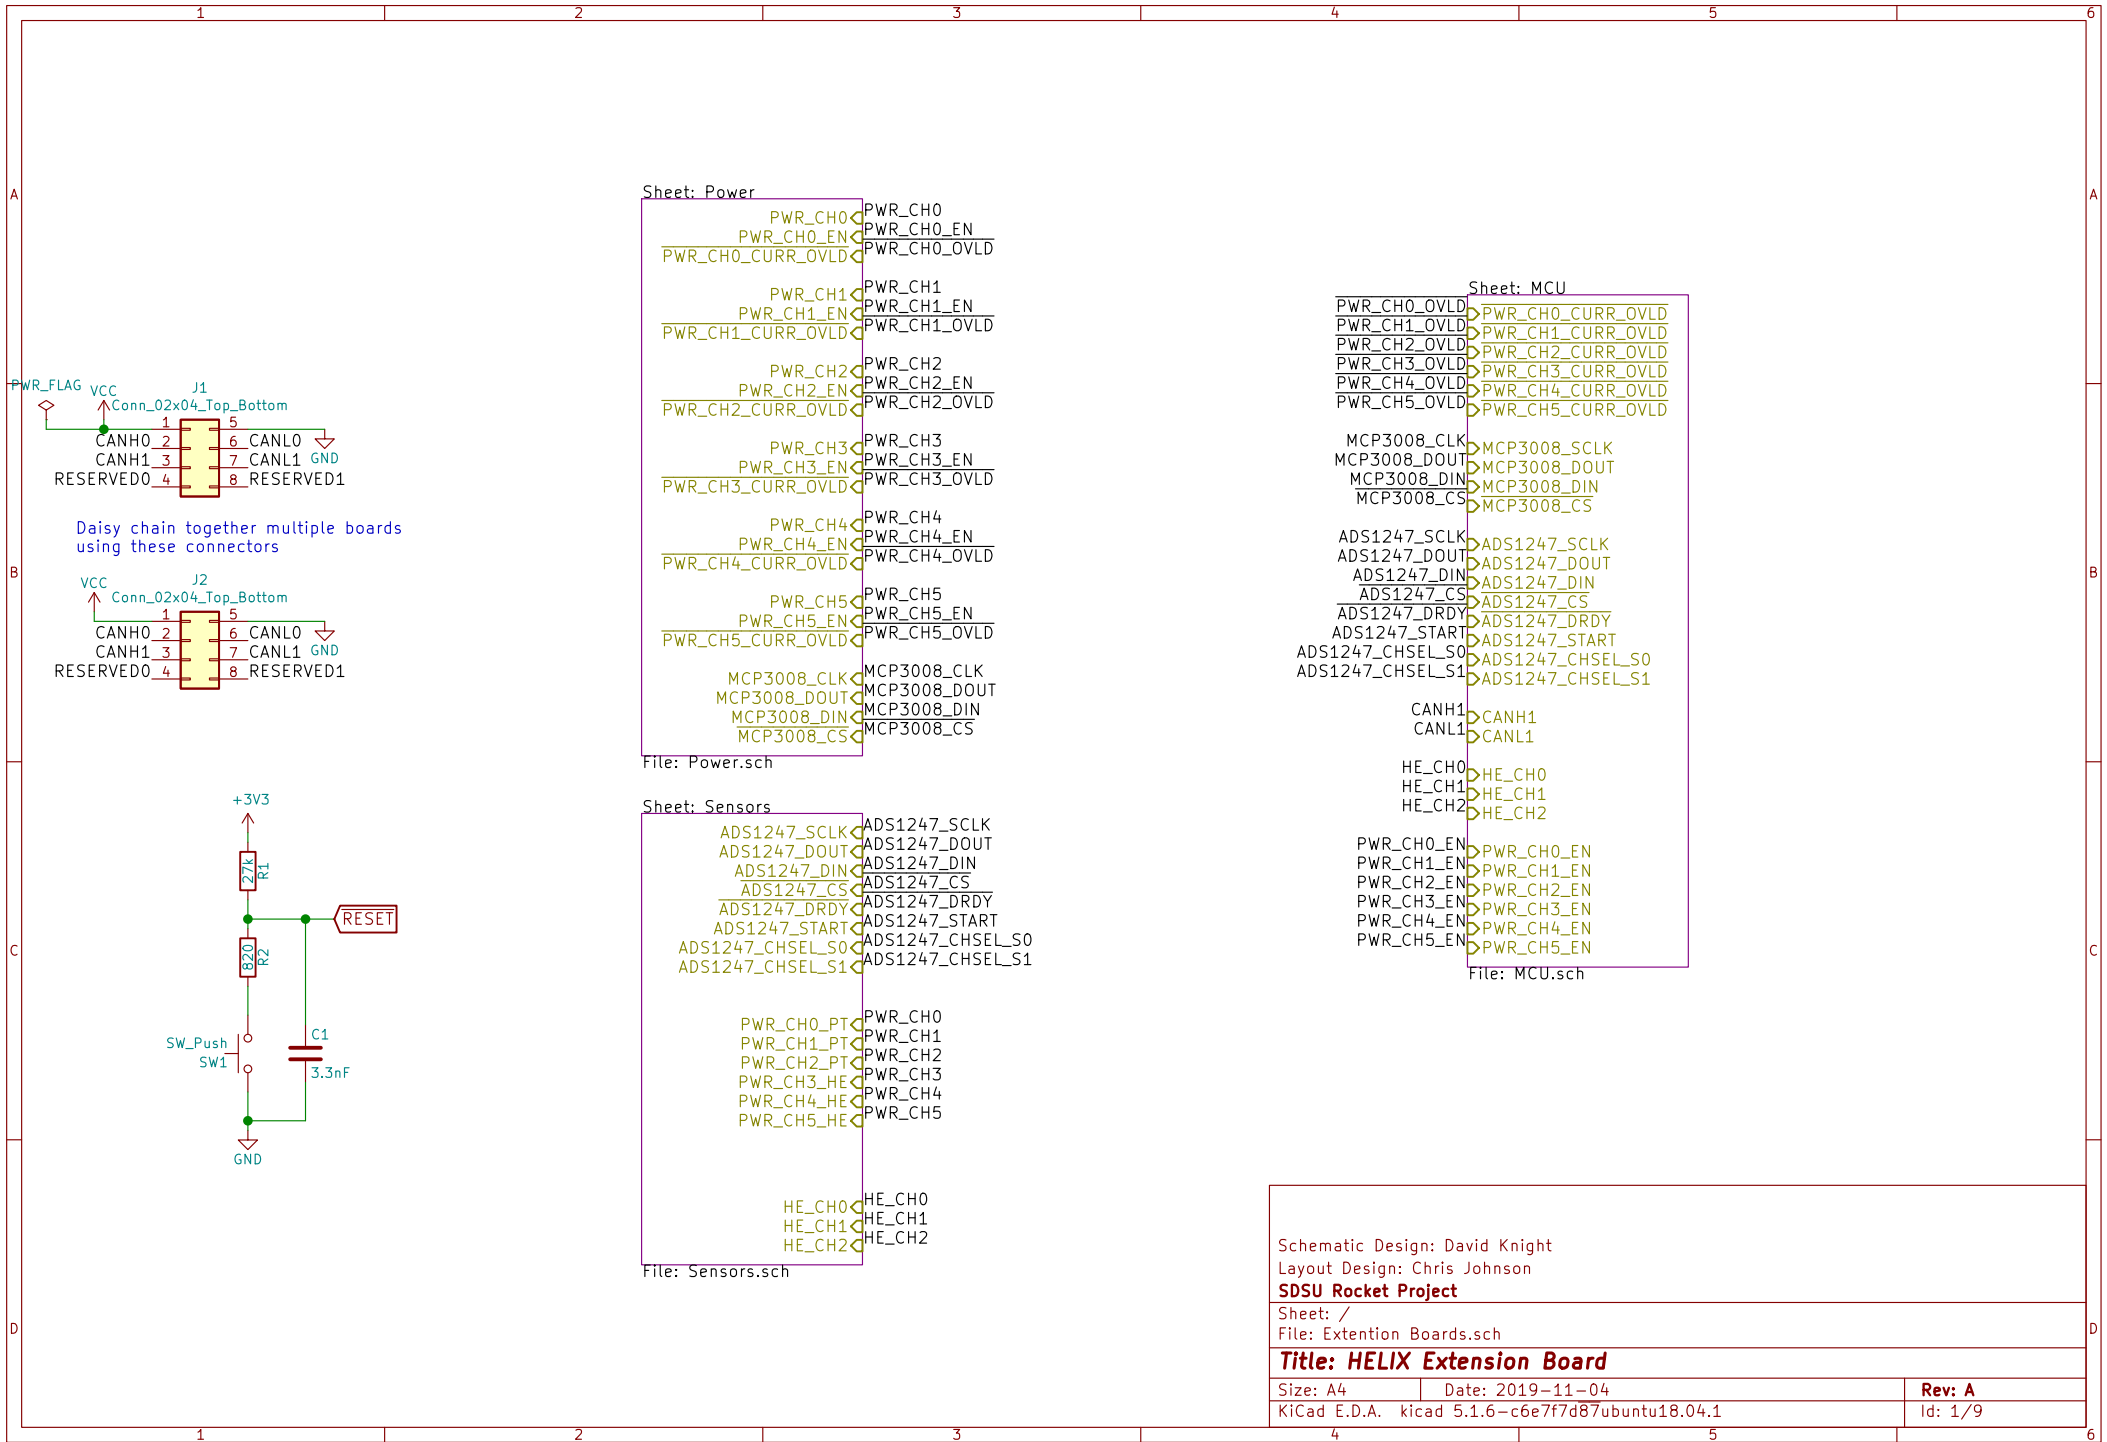 1 2 3 4 5 6
A A
B B
C C
D D
PWR_FLAG
VCC
J1
Conn_02x04_Top_Bottom
1 5
CANH0 2 6 CANL0
CANH1 3 7 CANL1
RESERVED0 4 8 RESERVED1
GND
Daisy chain together multiple boards
using these connectors
VCC
J2
Conn_02x04_Top_Bottom
1 5
CANH0 2 6 CANL0
CANH1 3 7 CANL1
RESERVED0 4 8 RESERVED1
GND
+3V3
27k R1
RESET
820 R2
SW_Push
SW1
C1
3.3nF
GND
Sheet: Power
PWR_CH0 PWR_CH0
PWR_CH0_EN PWR_CH0_EN
PWR_CH0_CURR_OVLD PWR_CH0_OVLD
PWR_CH1 PWR_CH1
PWR_CH1_EN PWR_CH1_EN
PWR_CH1_CURR_OVLD PWR_CH1_OVLD
PWR_CH2 PWR_CH2
PWR_CH2_EN PWR_CH2_EN
PWR_CH2_CURR_OVLD PWR_CH2_OVLD
PWR_CH3 PWR_CH3
PWR_CH3_EN PWR_CH3_EN
PWR_CH3_CURR_OVLD PWR_CH3_OVLD
PWR_CH4 PWR_CH4
PWR_CH4_EN PWR_CH4_EN
PWR_CH4_CURR_OVLD PWR_CH4_OVLD
PWR_CH5 PWR_CH5
PWR_CH5_EN PWR_CH5_EN
PWR_CH5_CURR_OVLD PWR_CH5_OVLD
MCP3008_CLK MCP3008_CLK
MCP3008_DOUT MCP3008_DOUT
MCP3008_DIN MCP3008_DIN
MCP3008_CS MCP3008_CS
File: Power.sch
Sheet: Sensors
ADS1247_SCLK ADS1247_SCLK
ADS1247_DOUT ADS1247_DOUT
ADS1247_DIN ADS1247_DIN
ADS1247_CS ADS1247_CS
ADS1247_DRDY ADS1247_DRDY
ADS1247_START ADS1247_START
ADS1247_CHSEL_S0 ADS1247_CHSEL_S0
ADS1247_CHSEL_S1 ADS1247_CHSEL_S1
PWR_CH0_PT PWR_CH0
PWR_CH1_PT PWR_CH1
PWR_CH2_PT PWR_CH2
PWR_CH3_HE PWR_CH3
PWR_CH4_HE PWR_CH4
PWR_CH5_HE PWR_CH5
HE_CH0 HE_CH0
HE_CH1 HE_CH1
HE_CH2 HE_CH2
File: Sensors.sch
Sheet: MCU
PWR_CH0_OVLD PWR_CH0_CURR_OVLD
PWR_CH1_OVLD PWR_CH1_CURR_OVLD
PWR_CH2_OVLD PWR_CH2_CURR_OVLD
PWR_CH3_OVLD PWR_CH3_CURR_OVLD
PWR_CH4_OVLD PWR_CH4_CURR_OVLD
PWR_CH5_OVLD PWR_CH5_CURR_OVLD
MCP3008_CLK MCP3008_SCLK
MCP3008_DOUT MCP3008_DOUT
MCP3008_DIN MCP3008_DIN
MCP3008_CS MCP3008_CS
ADS1247_SCLK ADS1247_SCLK
ADS1247_DOUT ADS1247_DOUT
ADS1247_DIN ADS1247_DIN
ADS1247_CS ADS1247_CS
ADS1247_DRDY ADS1247_DRDY
ADS1247_START ADS1247_START
ADS1247_CHSEL_S0 ADS1247_CHSEL_S0
ADS1247_CHSEL_S1 ADS1247_CHSEL_S1
CANH1 CANH1
CANL1 CANL1
HE_CH0 HE_CH0
HE_CH1 HE_CH1
HE_CH2 HE_CH2
PWR_CH0_EN PWR_CH0_EN
PWR_CH1_EN PWR_CH1_EN
PWR_CH2_EN PWR_CH2_EN
PWR_CH3_EN PWR_CH3_EN
PWR_CH4_EN PWR_CH4_EN
PWR_CH5_EN PWR_CH5_EN
File: MCU.sch
Schematic Design: David Knight
Layout Design: Chris Johnson
SDSU Rocket Project
Sheet: /
File: Extention Boards.sch
Title: HELIX Extension Board
Size: A4 Date: 2019-11-04 Rev: A
KiCad E.D.A. kicad 5.1.6-c6e7f7d87ubuntu18.04.1 Id: 1/9
1 2 3 4 5 6